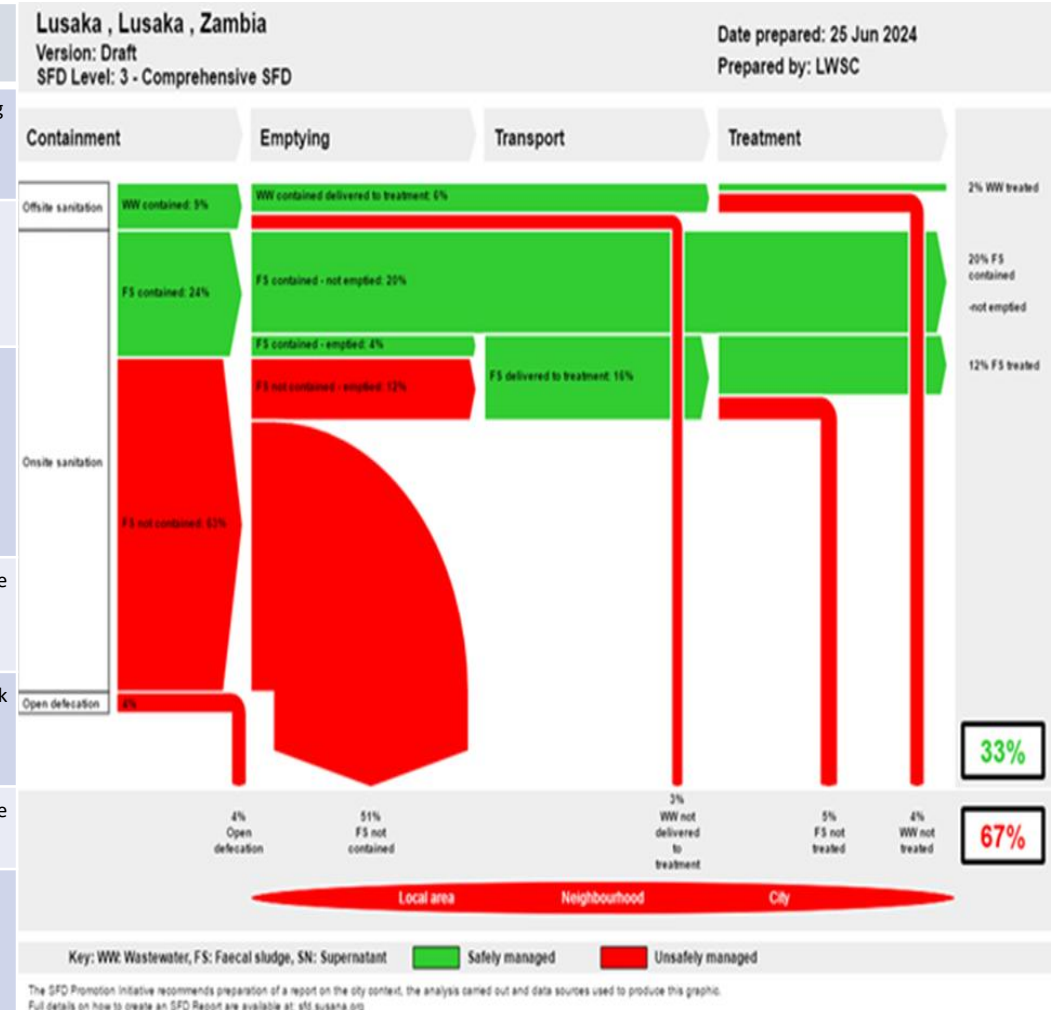 Lusaka , Lusaka , Zambia
Version: Draft
SFD Level: 3 - Comprehensive SFD
Date prepared: 25 Jun 2024
Prepared by: LWSC
Containment
Emptying
Transport
Treatment
Offsite sanitation
WW contained: 9%
WW contained delivered to treatment: 6%
2% WW treated
FS contained: 24%
FS contained - not emptied: 20%
20% FS
contained
-not emptied
FS contained - emptied: 4%
FS not contained - emptied: 12%
FS delivered to treatment: 16%
12% FS treated
Onsite sanitation
FS not contained: 63%
Open defecation
4%
33%
4%
Open
defecation
51%
FS not
contained
3%
WW not
delivered
to
treatment
5%
FS not
treated
4%
WW not
treated
67%
Local area
Neighbourhood
City
Key: WW: Wastewater, FS: Faecal sludge, SN: Supernatant
Safely managed
Unsafely managed
The SFD Promotion Initiative recommends preparation of a report on the city context, the analysis carried out and data sources used to produce this graphic.
Full details on how to create an SFD Report are available at: sfd.susana.org